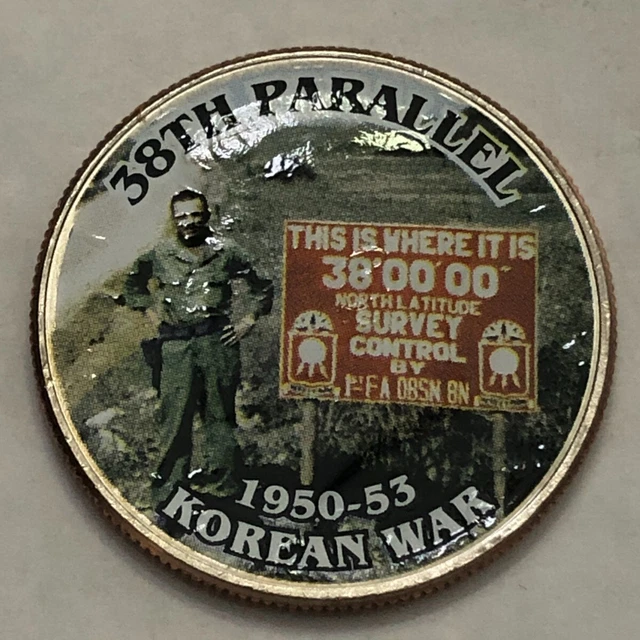 38TH PARALLEL
THIS IS WHERE IT IS
38°00'00"
NORTH LATITUDE
SURVEY
CONTROL
BY
1ST F A OBSN BN
1950-53
KOREAN WAR